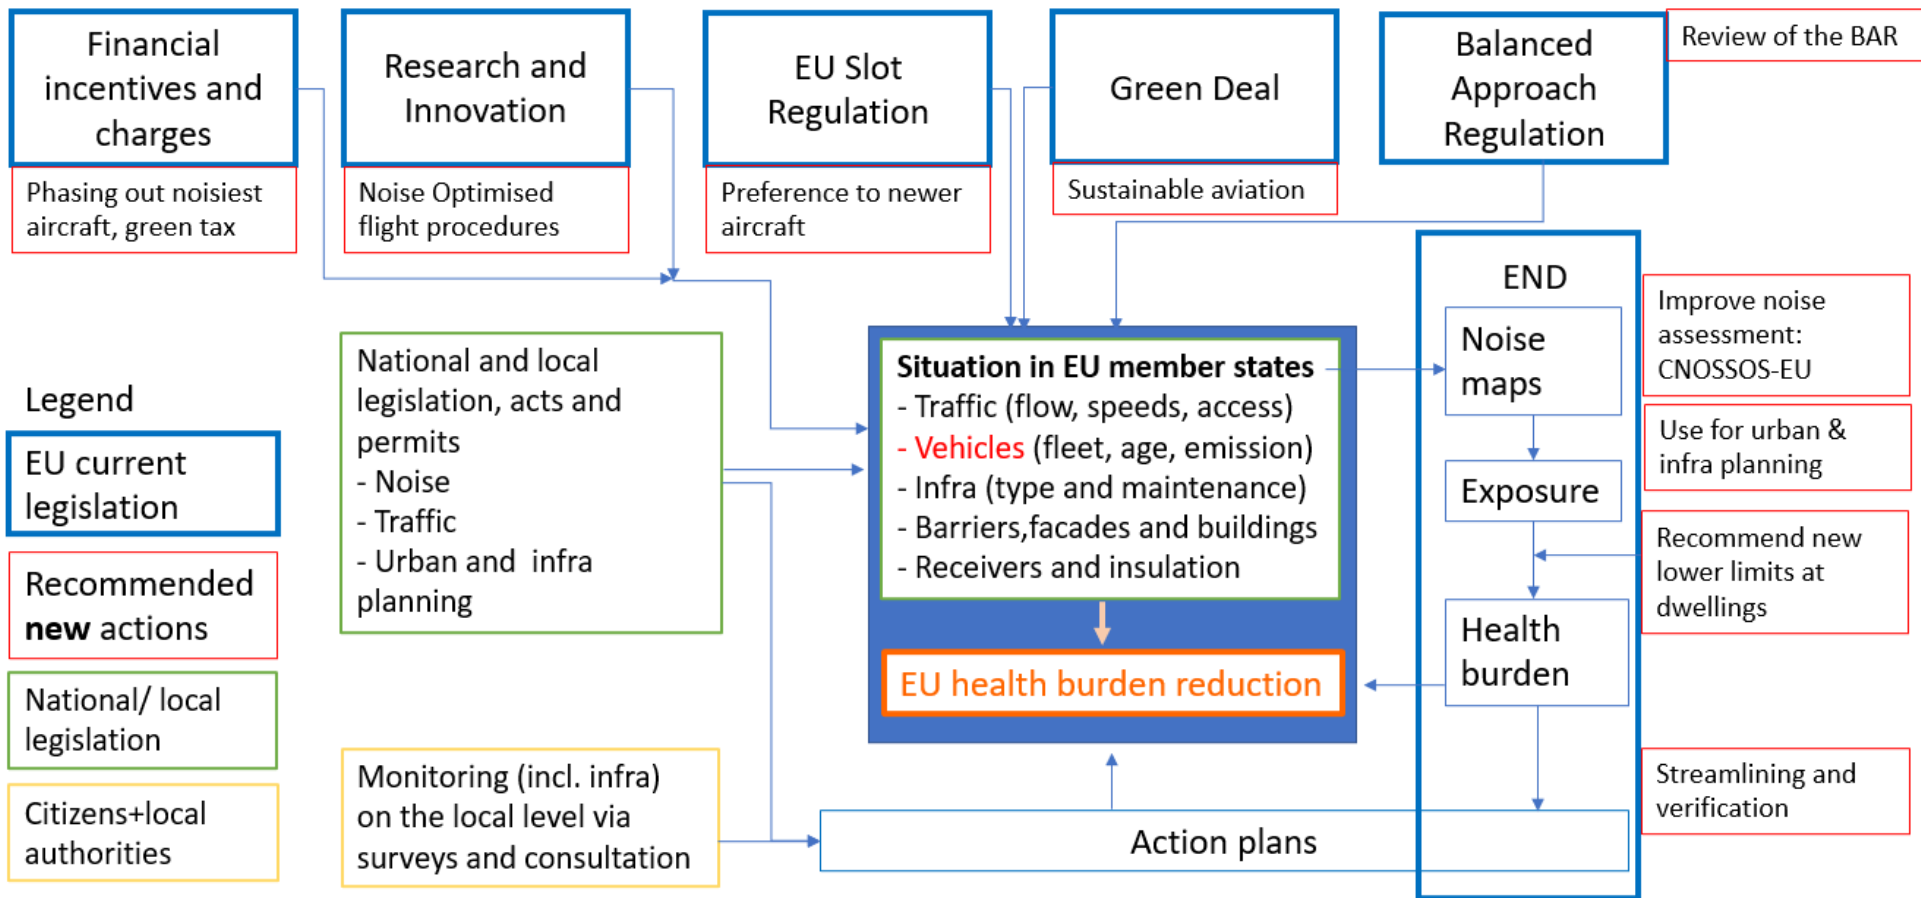 Financial
incentives and
charges
Phasing out noisiest
aircraft, green tax
Research and
Innovation
Noise Optimised
flight procedures
EU Slot
Regulation
Preference to newer
aircraft
Green Deal
Sustainable aviation
Balanced
Approach
Regulation
Review of the BAR
Legend
EU current
legislation
Recommended
new actions
National/ local
legislation
Citizens+local
authorities
National and local
legislation, acts and
permits
- Noise
- Traffic
- Urban and infra
planning
Monitoring (incl. infra)
on the local level via
surveys and consultation
Situation in EU member states
- Traffic (flow, speeds, access)
- Vehicles (fleet, age, emission)
- Infra (type and maintenance)
- Barriers,facades and buildings
- Receivers and insulation
EU health burden reduction
Action plans
END
Noise
maps
Exposure
Health
burden
Improve noise
assessment:
CNOSSOS-EU
Use for urban &
infra planning
Recommend new
lower limits at
dwellings
Streamlining and
verification